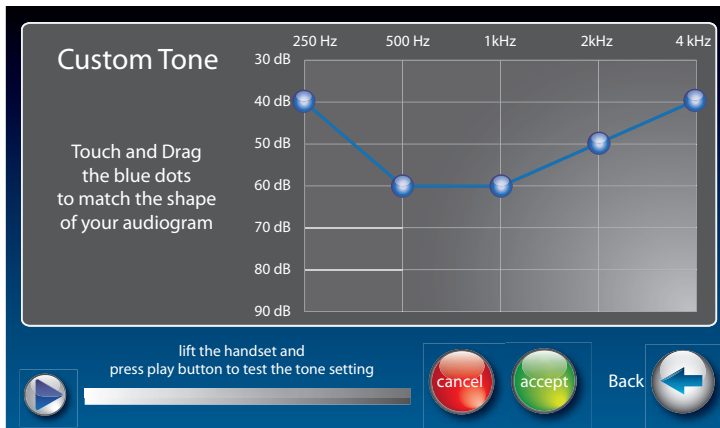 Custom Tone
Touch and Drag
the blue dots
to match the shape
of your audiogram
250 Hz 500 Hz 1kHz 2kHz 4 kHz
30 dB
40 dB
50 dB
60 dB
70 dB
80 dB
90 dB
lift the handset and
press play button to test the tone setting
cancel accept Back